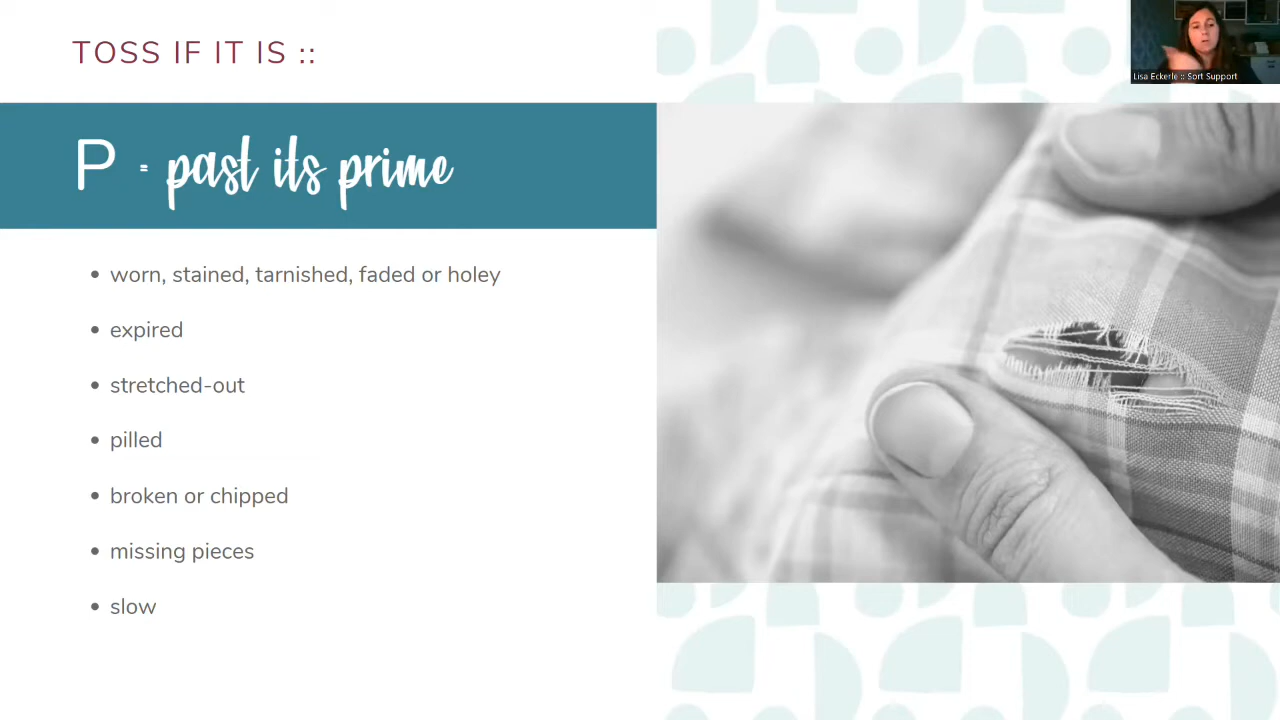 TOSS IF IT IS ::
Lisa Eckerle :: Sort Support
P = past its prime
• worn, stained, tarnished, faded or holey
• expired
• stretched-out
• pilled
• broken or chipped
• missing pieces
• slow